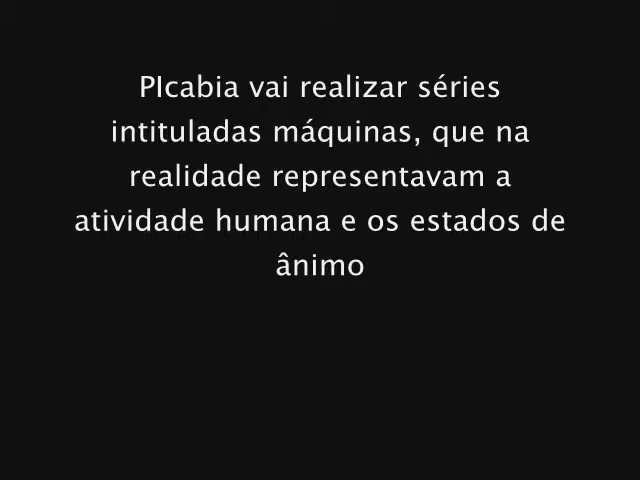 PIcabia vai realizar séries
intituladas máquinas, que na
realidade representavam a
atividade humana e os estados de
ânimo